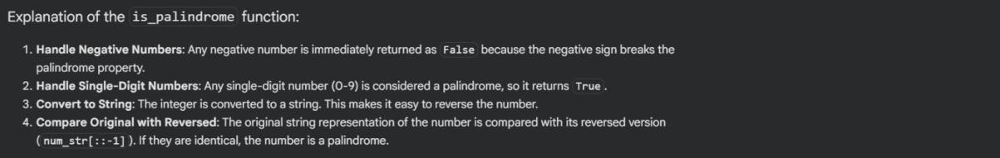 Explanation of the is_palindrome function:
1. Handle Negative Numbers: Any negative number is immediately returned as False because the negative sign breaks the
palindrome property.
2. Handle Single-Digit Numbers: Any single-digit number (0-9) is considered a palindrome, so it returns True.
3. Convert to String: The integer is converted to a string. This makes it easy to reverse the number.
4. Compare Original with Reversed: The original string representation of the number is compared with its reversed version
(num_str[::-1]). If they are identical, the number is a palindrome.